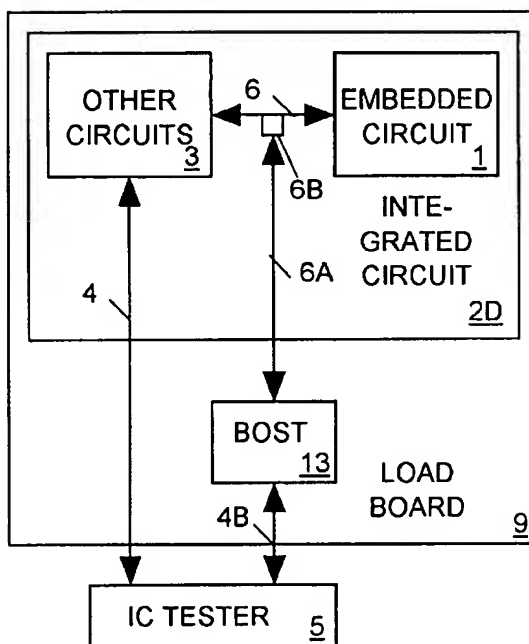 OTHER
CIRCUITS
3
6
EMBEDDED
CIRCUIT
1
6B
INTE-
GRATED
CIRCUIT
2D
4
6A
BOST
13
LOAD
BOARD
9
4B
IC TESTER
5